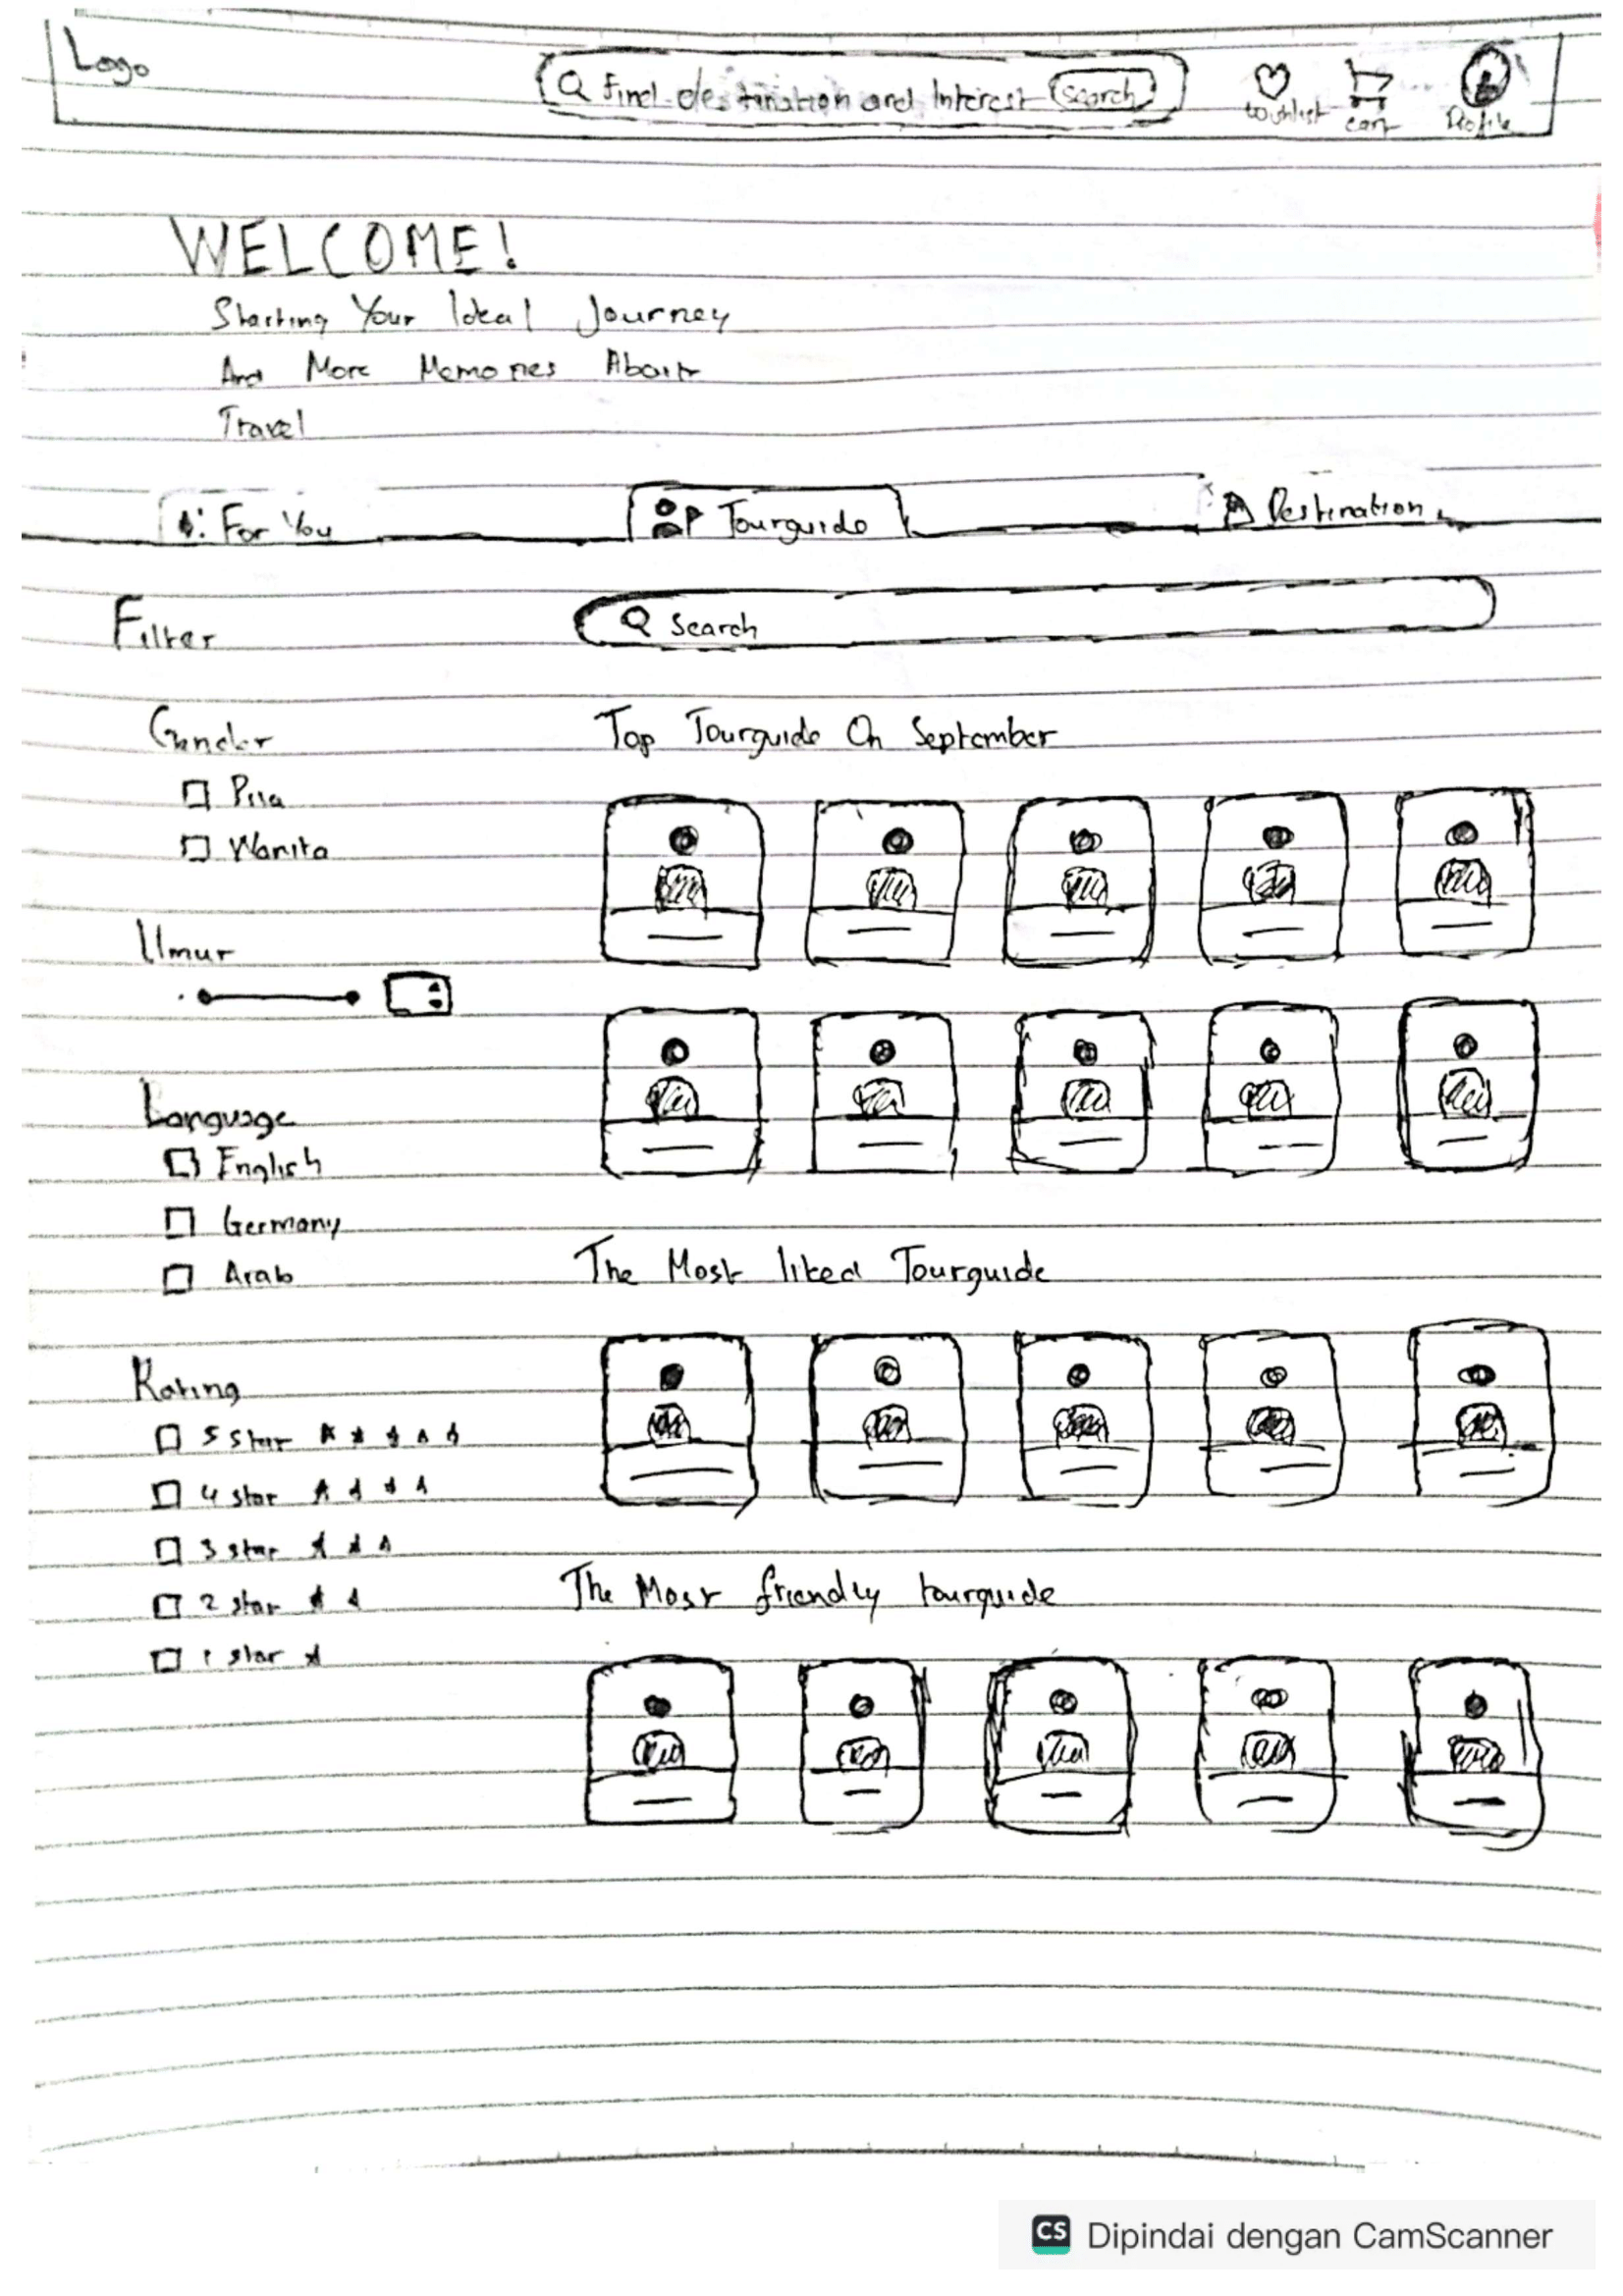 Logo
Find destination and Interest search
wishlist
cart
Profile
WELCOME!
Starting Your Ideal Journey
And More Memories About
Travel
For You
Tourguide
Destination
Filter
Search
Gender
Pria
Wanita
Umur
Language
English
Germany
Arab
Rating
5 star ★ ★ ★ ★ ★
4 star ★ ★ ★ ★
3 star ★ ★ ★
2 star ★ ★
1 star ★
Top Tourguide On September
The Most liked Tourguide
The Most friendly tourguide
CS Dipindai dengan CamScanner